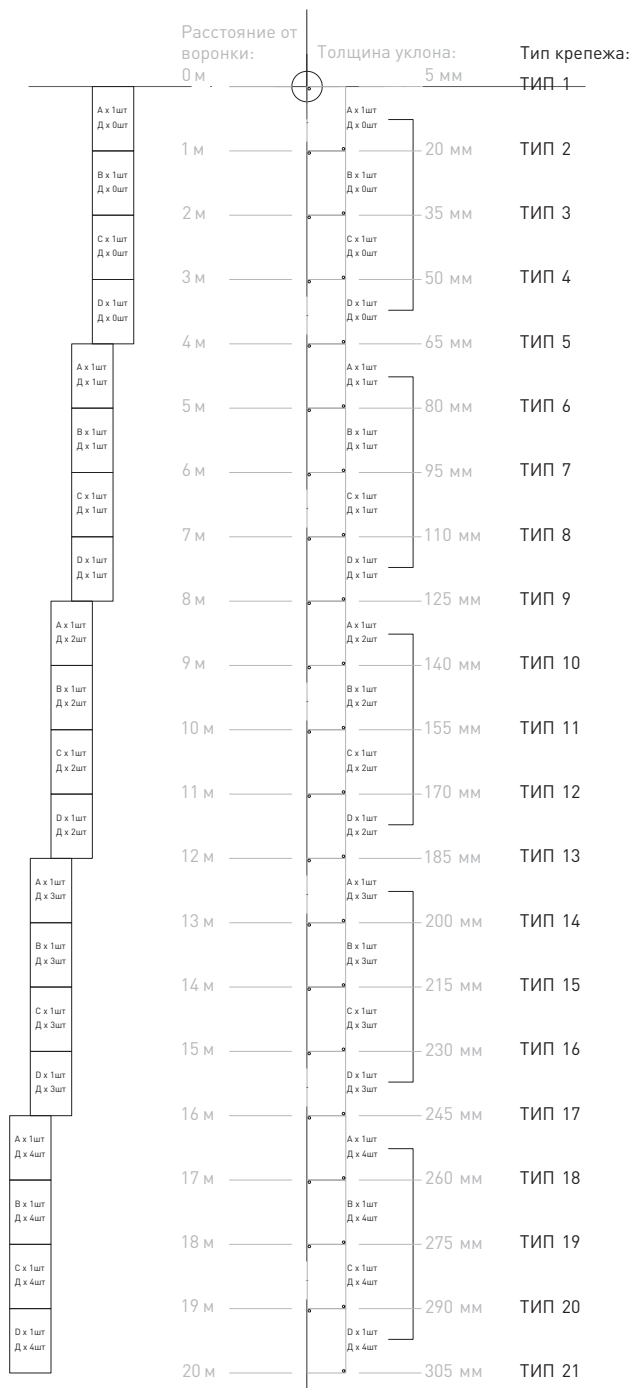 Расстояние от
воронки:
Толщина уклона:
Тип крепежа:
0 м
5 мм
ТИП 1
A x 1шт
Д x 0шт
A x 1шт
Д x 0шт
1 м
20 мм
ТИП 2
B x 1шт
Д x 0шт
B x 1шт
Д x 0шт
2 м
35 мм
ТИП 3
C x 1шт
Д x 0шт
C x 1шт
Д x 0шт
3 м
50 мм
ТИП 4
D x 1шт
Д x 0шт
D x 1шт
Д x 0шт
4 м
65 мм
ТИП 5
A x 1шт
Д x 1шт
A x 1шт
Д x 1шт
5 м
80 мм
ТИП 6
B x 1шт
Д x 1шт
B x 1шт
Д x 1шт
6 м
95 мм
ТИП 7
C x 1шт
Д x 1шт
C x 1шт
Д x 1шт
7 м
110 мм
ТИП 8
D x 1шт
Д x 1шт
D x 1шт
Д x 1шт
8 м
125 мм
ТИП 9
A x 1шт
Д x 2шт
A x 1шт
Д x 2шт
9 м
140 мм
ТИП 10
B x 1шт
Д x 2шт
B x 1шт
Д x 2шт
10 м
155 мм
ТИП 11
C x 1шт
Д x 2шт
C x 1шт
Д x 2шт
11 м
170 мм
ТИП 12
D x 1шт
Д x 2шт
D x 1шт
Д x 2шт
12 м
185 мм
ТИП 13
A x 1шт
Д x 3шт
A x 1шт
Д x 3шт
13 м
200 мм
ТИП 14
B x 1шт
Д x 3шт
B x 1шт
Д x 3шт
14 м
215 мм
ТИП 15
C x 1шт
Д x 3шт
C x 1шт
Д x 3шт
15 м
230 мм
ТИП 16
D x 1шт
Д x 3шт
D x 1шт
Д x 3шт
16 м
245 мм
ТИП 17
A x 1шт
Д x 4шт
A x 1шт
Д x 4шт
17 м
260 мм
ТИП 18
B x 1шт
Д x 4шт
B x 1шт
Д x 4шт
18 м
275 мм
ТИП 19
C x 1шт
Д x 4шт
C x 1шт
Д x 4шт
19 м
290 мм
ТИП 20
D x 1шт
Д x 4шт
D x 1шт
Д x 4шт
20 м
305 мм
ТИП 21